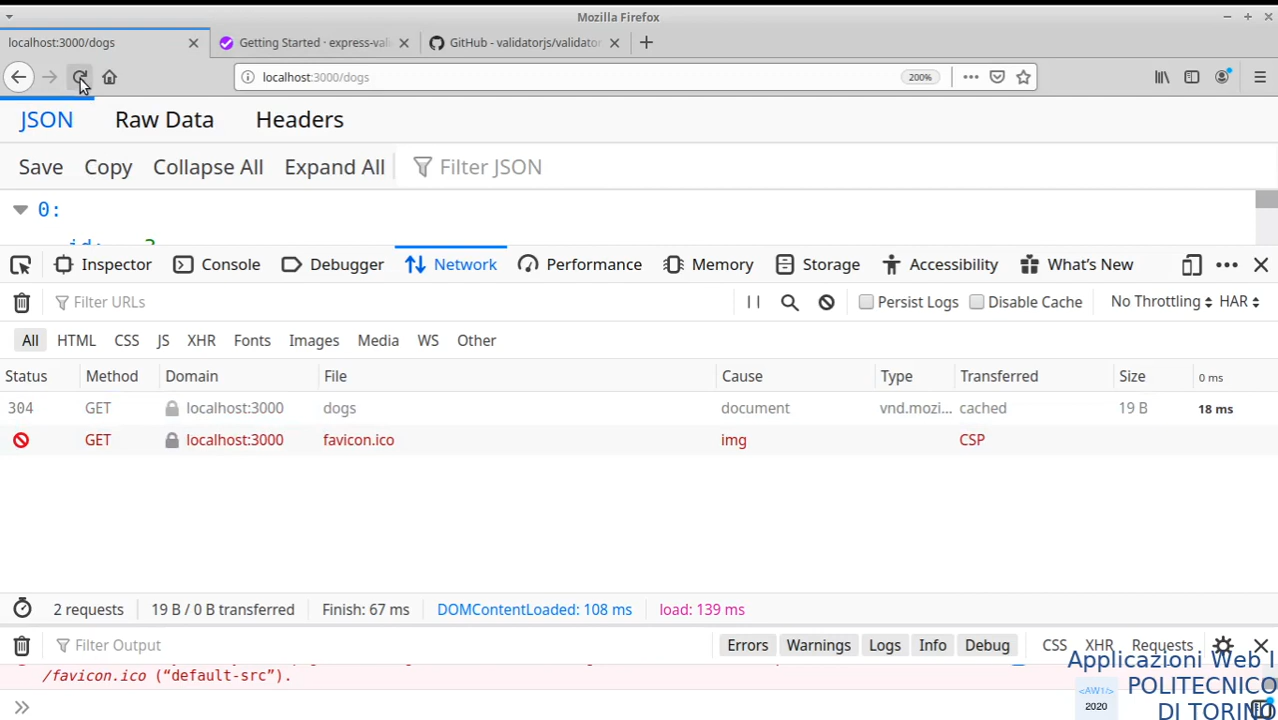 Mozilla Firefox
localhost:3000/dogs
Getting Started · express-vali
GitHub - validatorjs/validator
localhost:3000/dogs
200%
JSON Raw Data Headers
Save Copy Collapse All Expand All Filter JSON
0:
id: 3
Inspector Console Debugger Network Performance Memory Storage Accessibility What's New
Filter URLs
Persist Logs Disable Cache No Throttling HAR
All HTML CSS JS XHR Fonts Images Media WS Other
Status Method Domain File Cause Type Transferred Size 0 ms
304 GET localhost:3000 dogs document vnd.mozi... cached 19 B 18 ms
GET localhost:3000 favicon.ico img CSP
2 requests 19 B / 0 B transferred Finish: 67 ms DOMContentLoaded: 108 ms load: 139 ms
Filter Output Errors Warnings Logs Info Debug CSS XHR Requests
/favicon.ico (“default-src”).
Applicazioni Web I
POLITECNICO
DI TORINO
<AW1/>
2020